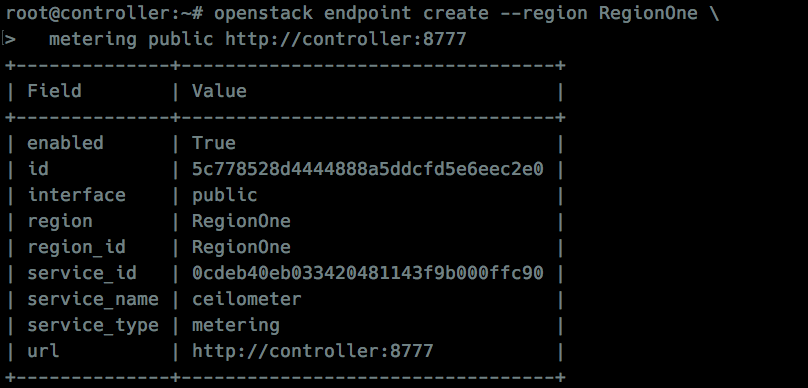 root@controller:~# openstack endpoint create --region RegionOne \
>   metering public http://controller:8777
+--------------+----------------------------------+
| Field        | Value                            |
+--------------+----------------------------------+
| enabled      | True                             |
| id           | 5c778528d4444888a5ddcfd5e6eec2e0 |
| interface    | public                           |
| region       | RegionOne                        |
| region_id    | RegionOne                        |
| service_id   | 0cdeb40eb033420481143f9b000ffc90 |
| service_name | ceilometer                       |
| service_type | metering                         |
| url          | http://controller:8777           |
+--------------+----------------------------------+